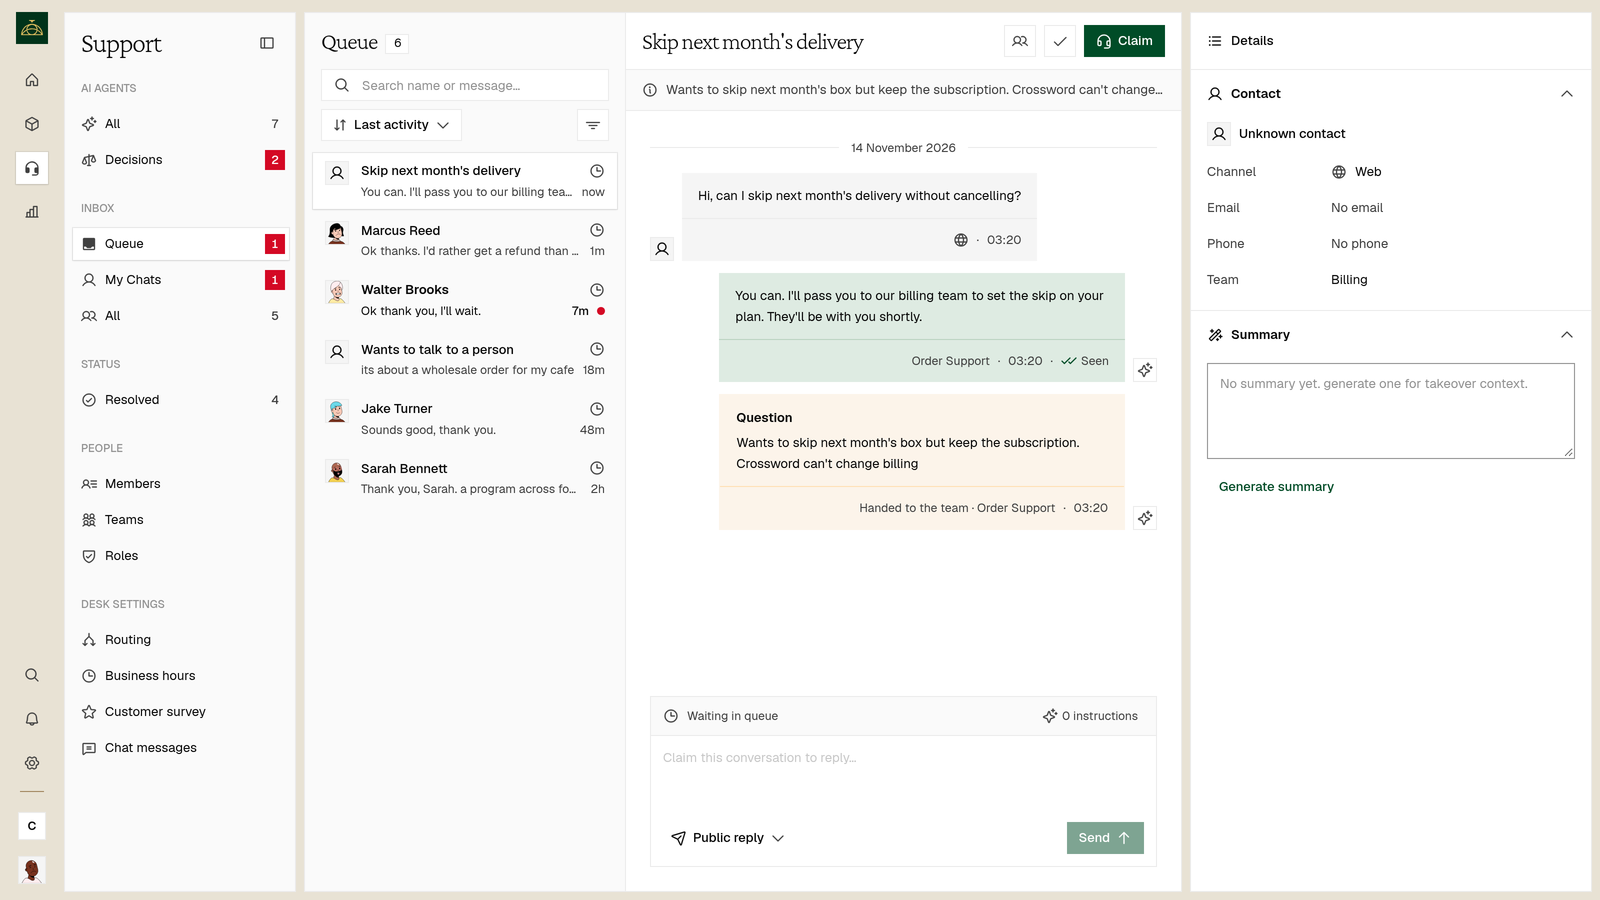 Support
AI AGENTS
All 7
Decisions 2
INBOX
Queue 1
My Chats 1
All 5
STATUS
Resolved 4
PEOPLE
Members
Teams
Roles
DESK SETTINGS
Routing
Business hours
Customer survey
Chat messages
C
Queue 6
Search name or message...
Last activity
Skip next month's delivery
You can. I'll pass you to our billing tea... now
Marcus Reed
Ok thanks. I'd rather get a refund than ... 1m
Walter Brooks
Ok thank you, I'll wait. 7m
Wants to talk to a person
its about a wholesale order for my cafe 18m
Jake Turner
Sounds good, thank you. 48m
Sarah Bennett
Thank you, Sarah. a program across fo... 2h
Skip next month's delivery
Claim
Wants to skip next month's box but keep the subscription. Crossword can't change...
14 November 2026
Hi, can I skip next month's delivery without cancelling?
· 03:20
You can. I'll pass you to our billing team to set the skip on your
plan. They'll be with you shortly.
Order Support · 03:20 · Seen
Question
Wants to skip next month's box but keep the subscription.
Crossword can't change billing
Handed to the team · Order Support · 03:20
Waiting in queue
0 instructions
Claim this conversation to reply...
Public reply
Send
Details
Contact
Unknown contact
Channel Web
Email No email
Phone No phone
Team Billing
Summary
No summary yet. generate one for takeover context.
Generate summary